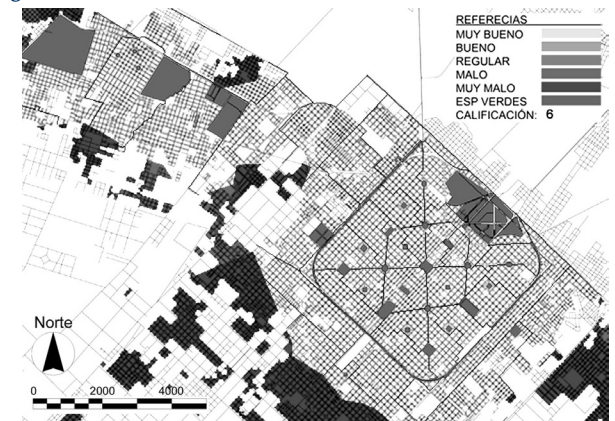 REFERECIAS
MUY BUENO
BUENO
REGULAR
MALO
MUY MALO
ESP VERDES
CALIFICACIÓN: 6
Norte
0 2000 4000